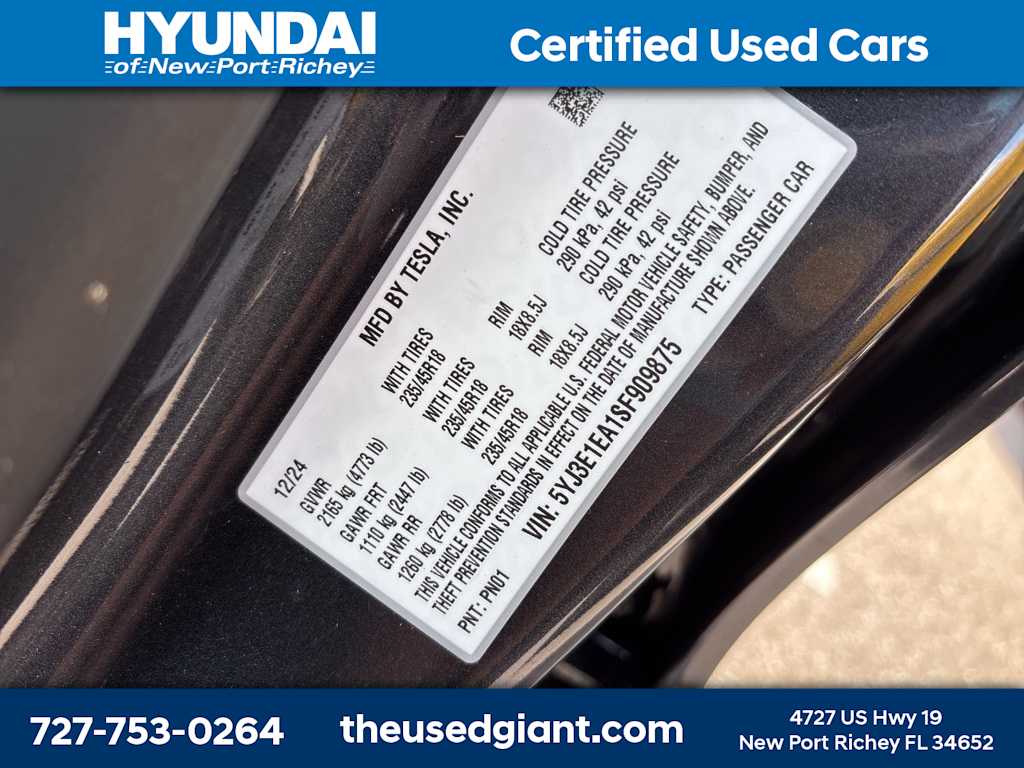 HYUNDAI
of New Port Richey
Certified Used Cars
MFD BY TESLA, INC.
12/24
GVWR
2165 kg (4773 lb)
WITH TIRES
235/45R18
RIM
18X8.5J
COLD TIRE PRESSURE
290 kPa, 42 psi
GAWR FRT
1110 kg (2447 lb)
WITH TIRES
235/45R18
RIM
18X8.5J
COLD TIRE PRESSURE
290 kPa, 42 psi
GAWR RR
1260 kg (2778 lb)
WITH TIRES
235/45R18
THIS VEHICLE CONFORMS TO ALL APPLICABLE U.S. FEDERAL MOTOR VEHICLE SAFETY, BUMPER, AND
THEFT PREVENTION STANDARDS IN EFFECT ON THE DATE OF MANUFACTURE SHOWN ABOVE.
VIN: 5YJ3E1EA1SF909875
TYPE: PASSENGER CAR
PNT: PN01
727-753-0264
theusedgiant.com
4727 US Hwy 19
New Port Richey FL 34652